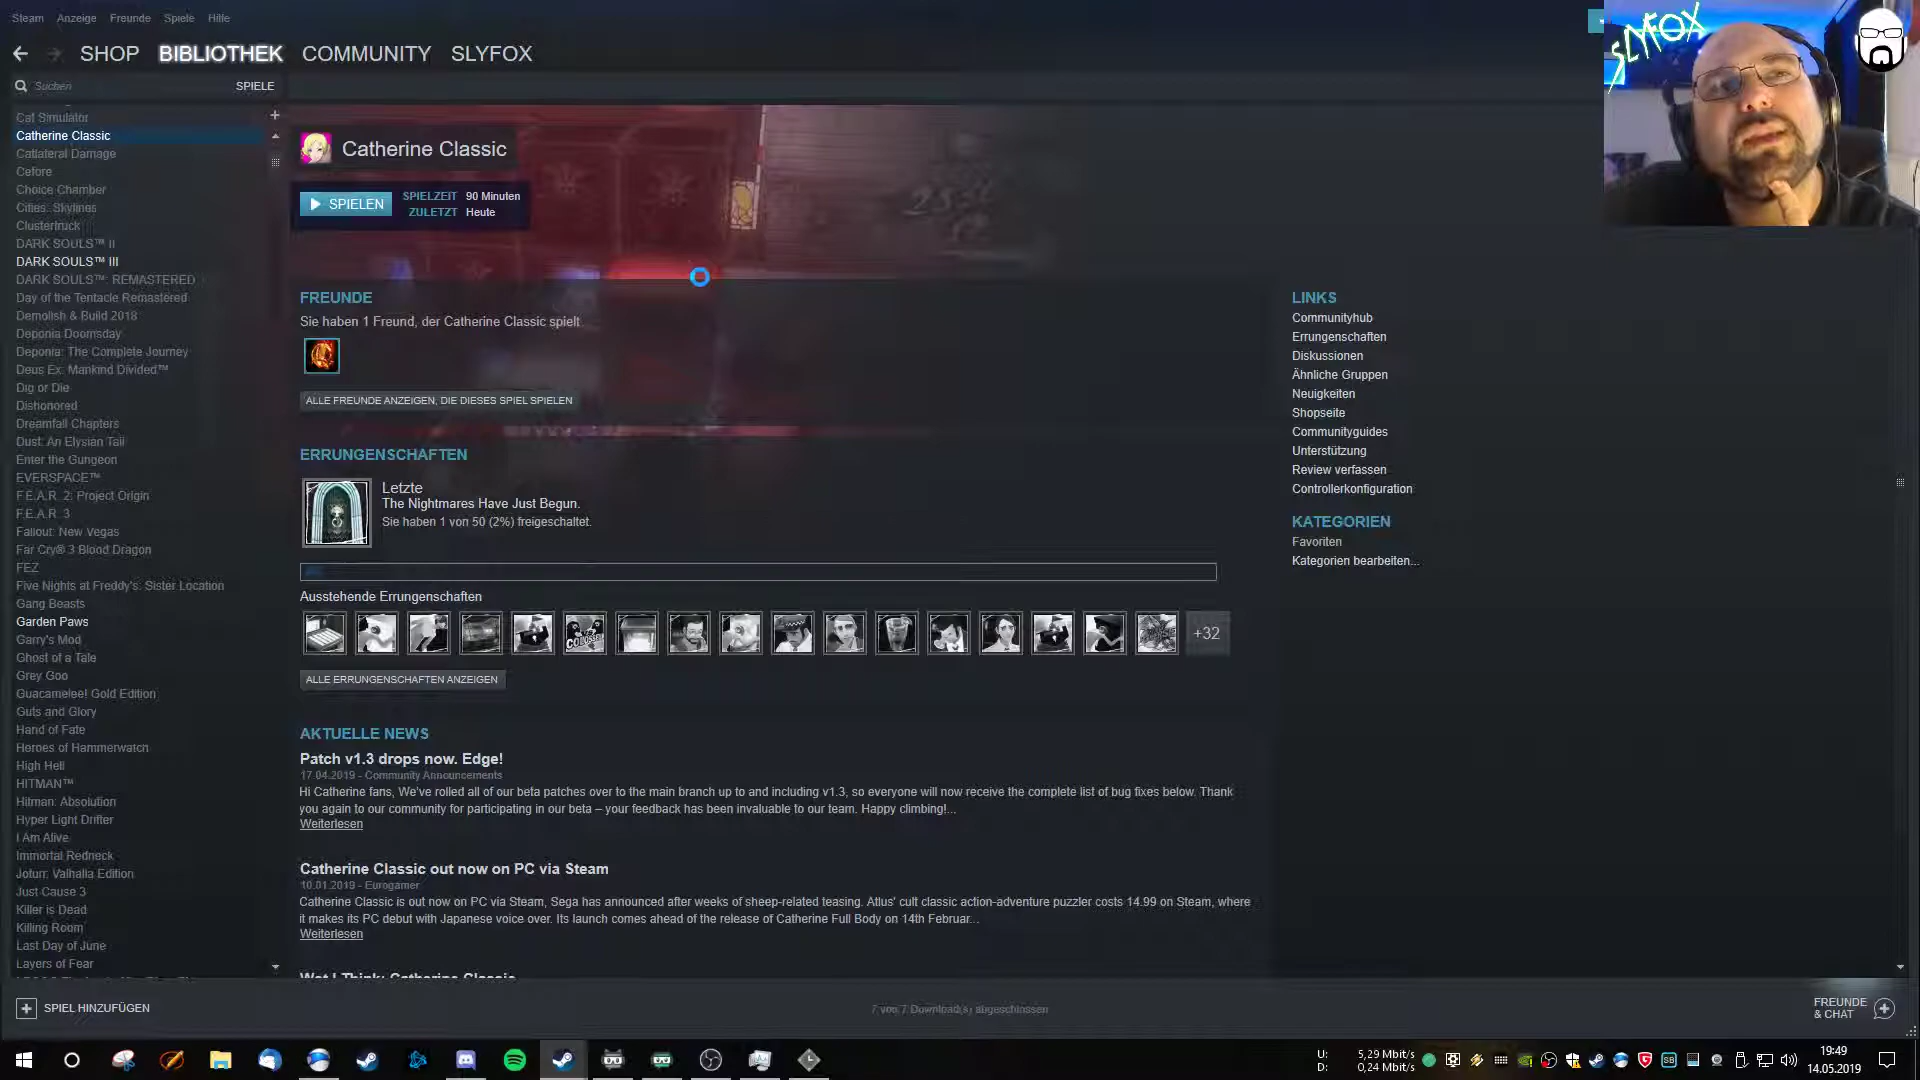 Steam Anzeige Freunde Spiele Hilfe
SHOP BIBLIOTHEK COMMUNITY SLYFOX
SLYFOX
Suchen SPIELE
Cat Simulator
Catherine Classic
Catlateral Damage
Cefore
Choice Chamber
Cities: Skylines
Clustertruck
DARK SOULS™ II
DARK SOULS™ III
DARK SOULS™: REMASTERED
Day of the Tentacle Remastered
Demolish & Build 2018
Deponia Doomsday
Deponia: The Complete Journey
Deus Ex: Mankind Divided™
Dig or Die
Dishonored
Dreamfall Chapters
Dust: An Elysian Tail
Enter the Gungeon
EVERSPACE™
F.E.A.R. 2: Project Origin
F.E.A.R. 3
Fallout: New Vegas
Far Cry® 3 Blood Dragon
FEZ
Five Nights at Freddy's: Sister Location
Gang Beasts
Garden Paws
Garry's Mod
Ghost of a Tale
Grey Goo
Guacamelee! Gold Edition
Guts and Glory
Hand of Fate
Heroes of Hammerwatch
High Hell
HITMAN™
Hitman: Absolution
Hyper Light Drifter
I Am Alive
Immortal Redneck
Jotun: Valhalla Edition
Just Cause 3
Killer is Dead
Killing Room
Last Day of June
Layers of Fear
SPIEL HINZUFÜGEN
Catherine Classic
SPIELEN
SPIELZEIT 90 Minuten
ZULETZT Heute
FREUNDE
Sie haben 1 Freund, der Catherine Classic spielt
ALLE FREUNDE ANZEIGEN, DIE DIESES SPIEL SPIELEN
ERRUNGENSCHAFTEN
Letzte
The Nightmares Have Just Begun.
Sie haben 1 von 50 (2%) freigeschaltet.
Ausstehende Errungenschaften
+32
ALLE ERRUNGENSCHAFTEN ANZEIGEN
AKTUELLE NEWS
Patch v1.3 drops now. Edge!
17.04.2019 - Community Announcements
Hi Catherine fans, We've rolled all of our beta patches over to the main branch up to and including v1.3, so everyone will now receive the complete list of bug fixes below. Thank
you again to our community for participating in our beta – your feedback has been invaluable to our team. Happy climbing!...
Weiterlesen
Catherine Classic out now on PC via Steam
10.01.2019 - Eurogamer
Catherine Classic is out now on PC via Steam, Sega has announced after weeks of sheep-related teasing. Atlus' cult classic action-adventure puzzler costs 14.99 on Steam, where
it makes its PC debut with Japanese voice over. Its launch comes ahead of the release of Catherine Full Body on 14th Februar...
Weiterlesen
Wot I Think: Catherine Classic
LINKS
Communityhub
Errungenschaften
Diskussionen
Ähnliche Gruppen
Neuigkeiten
Shopseite
Communityguides
Unterstützung
Review verfassen
Controllerkonfiguration
KATEGORIEN
Favoriten
Kategorien bearbeiten...
7 von 7 Download(s) abgeschlossen
FREUNDE
& CHAT
U: 5,29 Mbit/s
D: 0,24 Mbit/s
19:49
14.05.2019